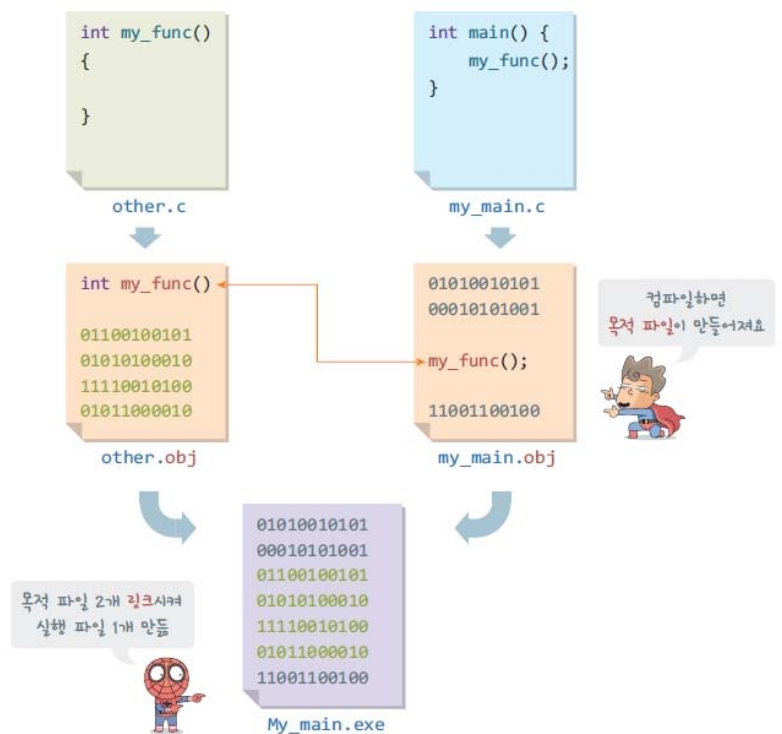 int my_func()
{
}
other.c
int main() {
my_func();
}
my_main.c
int my_func()
01100100101
01010100010
11110010100
01011000010
other.obj
01010010101
00010101001
my_func();
11001100100
my_main.obj
컴파일하면
목적 파일이 만들어져요
01010010101
00010101001
01100100101
01010100010
11110010100
01011000010
11001100100
My_main.exe
목적 파일 2개 링크시켜
실행 파일 1개 만듦